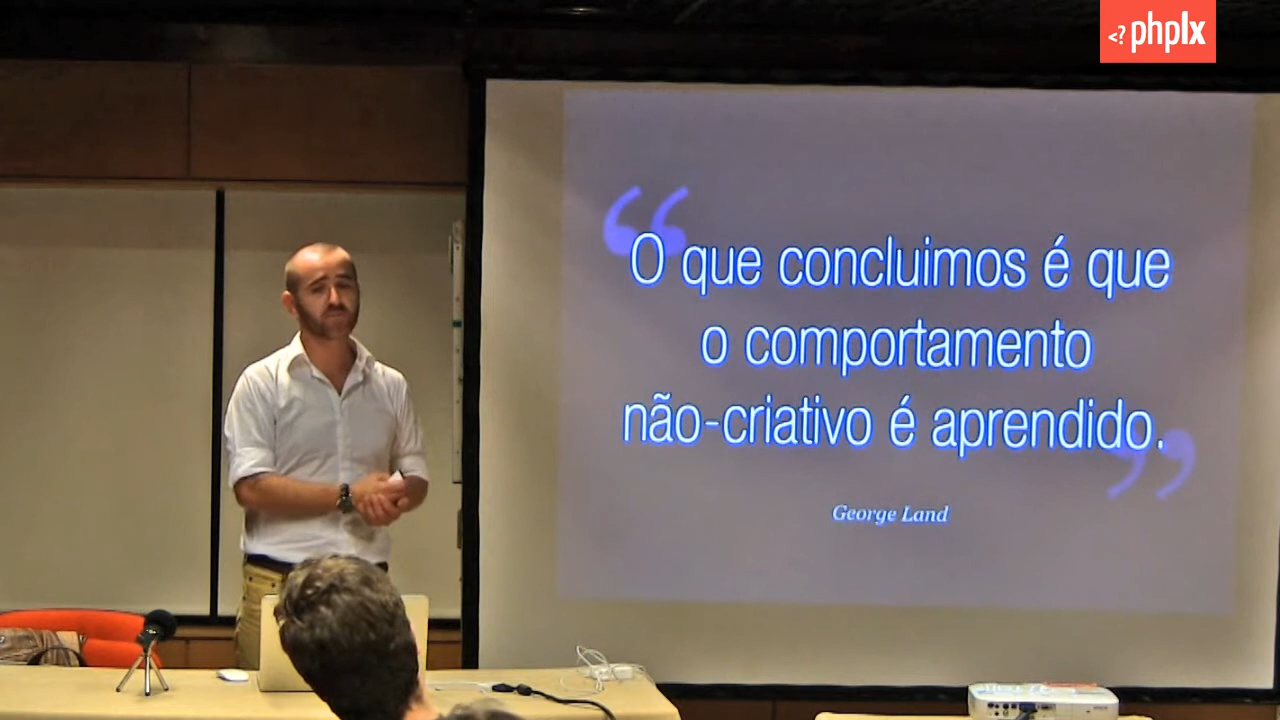 <? phplx
“O que concluimos é que
o comportamento
não-criativo é aprendido.”
George Land